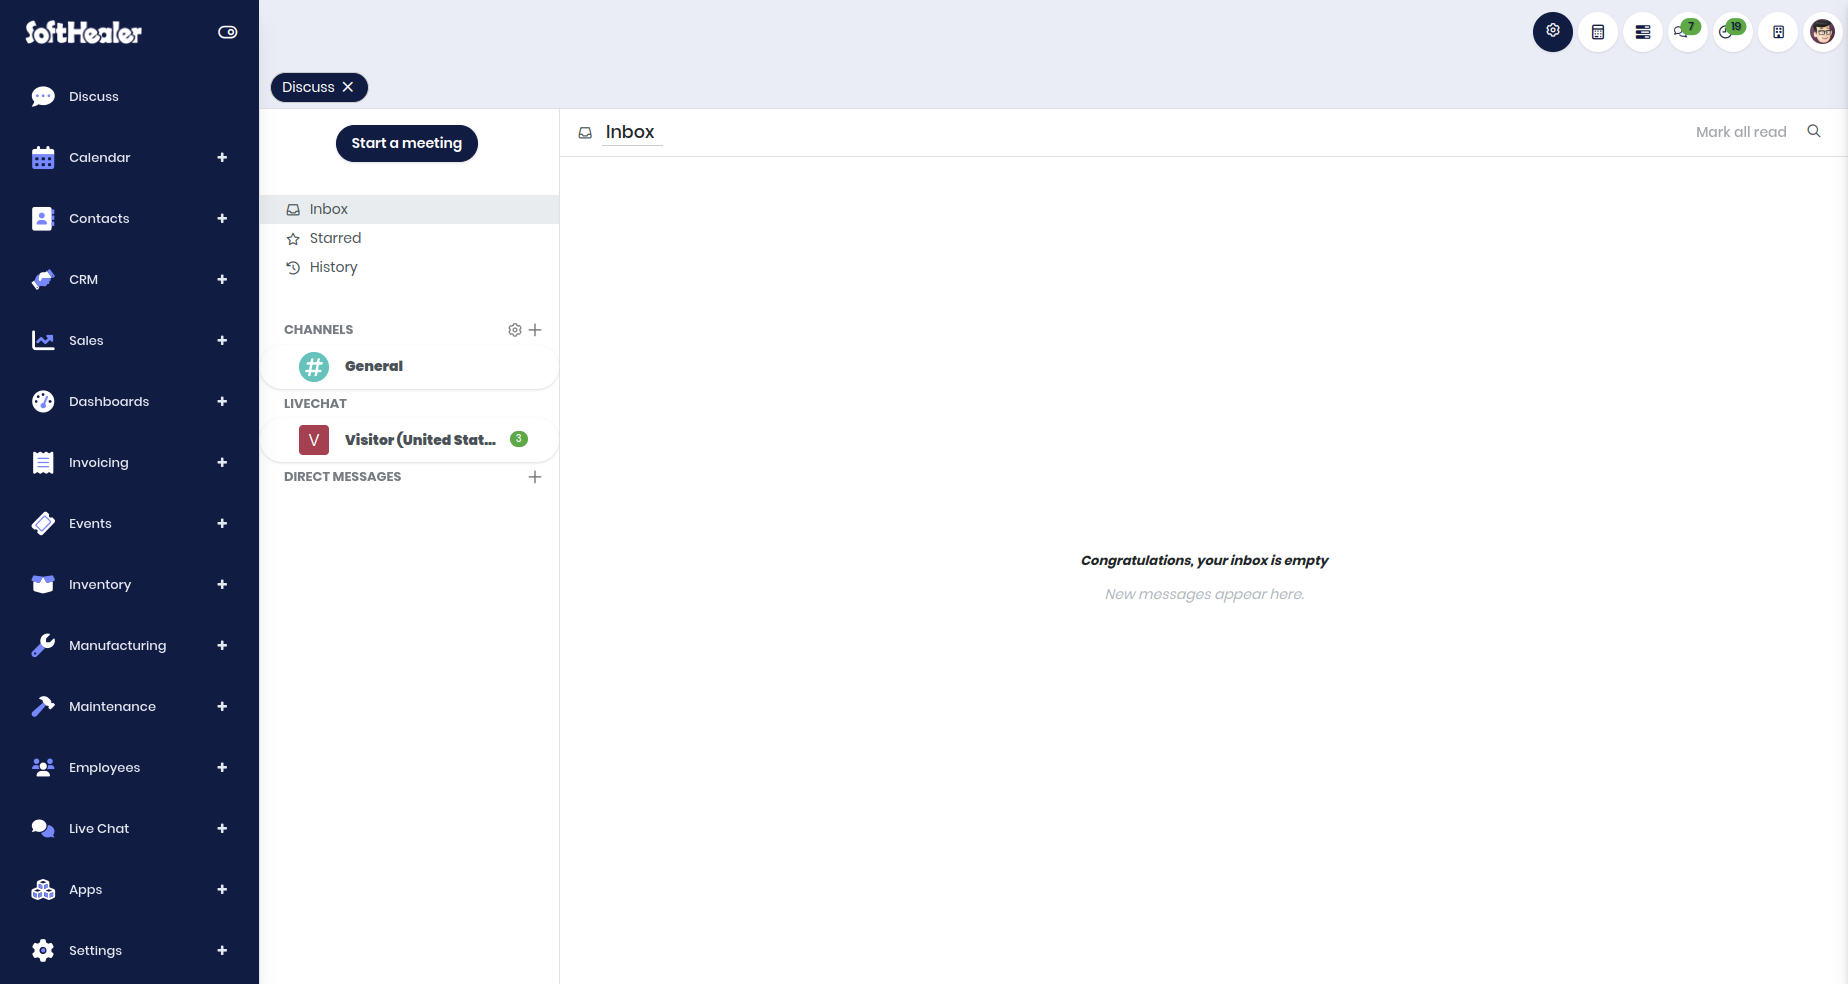 SoftHealer
Discuss
Calendar
Contacts
CRM
Sales
Dashboards
Invoicing
Events
Inventory
Manufacturing
Maintenance
Employees
Live Chat
Apps
Settings
7
19
Discuss
Start a meeting
Inbox
Starred
History
CHANNELS
General
LIVECHAT
V Visitor (United Stat... 3
DIRECT MESSAGES
Inbox
Mark all read
Congratulations, your inbox is empty
New messages appear here.